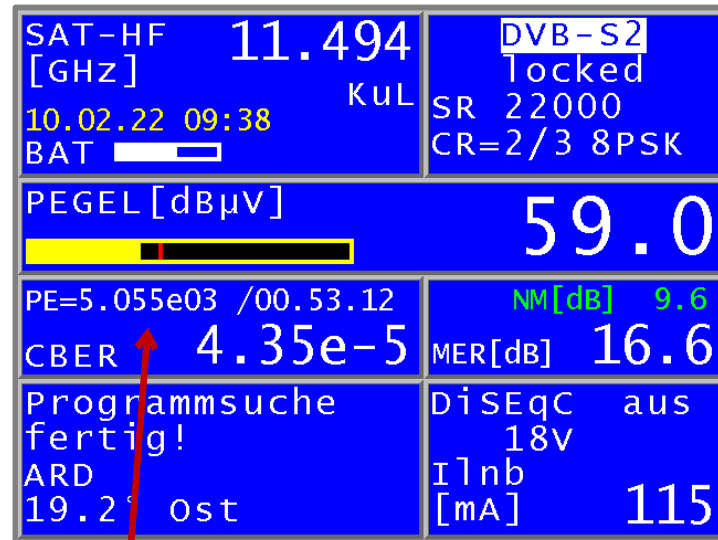 SAT-HF 11.494
[GHz]
KuL
10.02.22 09:38
BAT
DVB-S2
locked
SR 22000
CR=2/3 8PSK
PEGEL[dBµV]
59.0
PE=5.055e03 /00.53.12
CBER 4.35e-5
NM[dB] 9.6
MER[dB] 16.6
Programmsuche
fertig!
ARD
19.2° Ost
DiSEqC aus
18V
Ilnb
[mA] 115